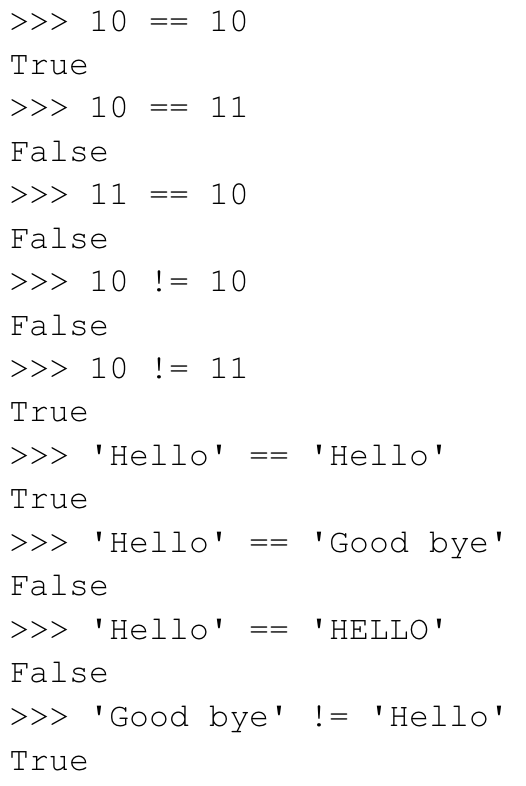 >>> 10 == 10
True
>>> 10 == 11
False
>>> 11 == 10
False
>>> 10 != 10
False
>>> 10 != 11
True
>>> 'Hello' == 'Hello'
True
>>> 'Hello' == 'Good bye'
False
>>> 'Hello' == 'HELLO'
False
>>> 'Good bye' != 'Hello'
True